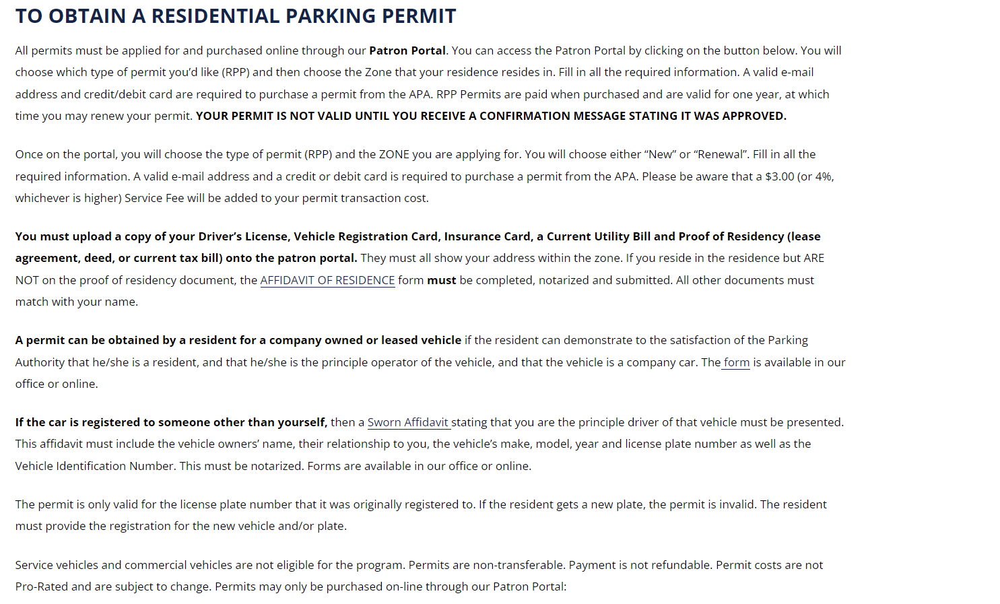 TO OBTAIN A RESIDENTIAL PARKING PERMIT
All permits must be applied for and purchased online through our Patron Portal. You can access the Patron Portal by clicking on the button below. You will
choose which type of permit you’d like (RPP) and then choose the Zone that your residence resides in. Fill in all the required information. A valid e-mail
address and credit/debit card are required to purchase a permit from the APA. RPP Permits are paid when purchased and are valid for one year, at which
time you may renew your permit. YOUR PERMIT IS NOT VALID UNTIL YOU RECEIVE A CONFIRMATION MESSAGE STATING IT WAS APPROVED.
Once on the portal, you will choose the type of permit (RPP) and the ZONE you are applying for. You will choose either “New” or “Renewal”. Fill in all the
required information. A valid e-mail address and a credit or debit card is required to purchase a permit from the APA. Please be aware that a $3.00 (or 4%,
whichever is higher) Service Fee will be added to your permit transaction cost.
You must upload a copy of your Driver’s License, Vehicle Registration Card, Insurance Card, a Current Utility Bill and Proof of Residency (lease
agreement, deed, or current tax bill) onto the patron portal. They must all show your address within the zone. If you reside in the residence but ARE
NOT on the proof of residency document, the AFFIDAVIT OF RESIDENCE form must be completed, notarized and submitted. All other documents must
match with your name.
A permit can be obtained by a resident for a company owned or leased vehicle if the resident can demonstrate to the satisfaction of the Parking
Authority that he/she is a resident, and that he/she is the principle operator of the vehicle, and that the vehicle is a company car. The form is available in our
office or online.
If the car is registered to someone other than yourself, then a Sworn Affidavit stating that you are the principle driver of that vehicle must be presented.
This affidavit must include the vehicle owners’ name, their relationship to you, the vehicle’s make, model, year and license plate number as well as the
Vehicle Identification Number. This must be notarized. Forms are available in our office or online.
The permit is only valid for the license plate number that it was originally registered to. If the resident gets a new plate, the permit is invalid. The resident
must provide the registration for the new vehicle and/or plate.
Service vehicles and commercial vehicles are not eligible for the program. Permits are non-transferable. Payment is not refundable. Permit costs are not
Pro-Rated and are subject to change. Permits may only be purchased on-line through our Patron Portal: